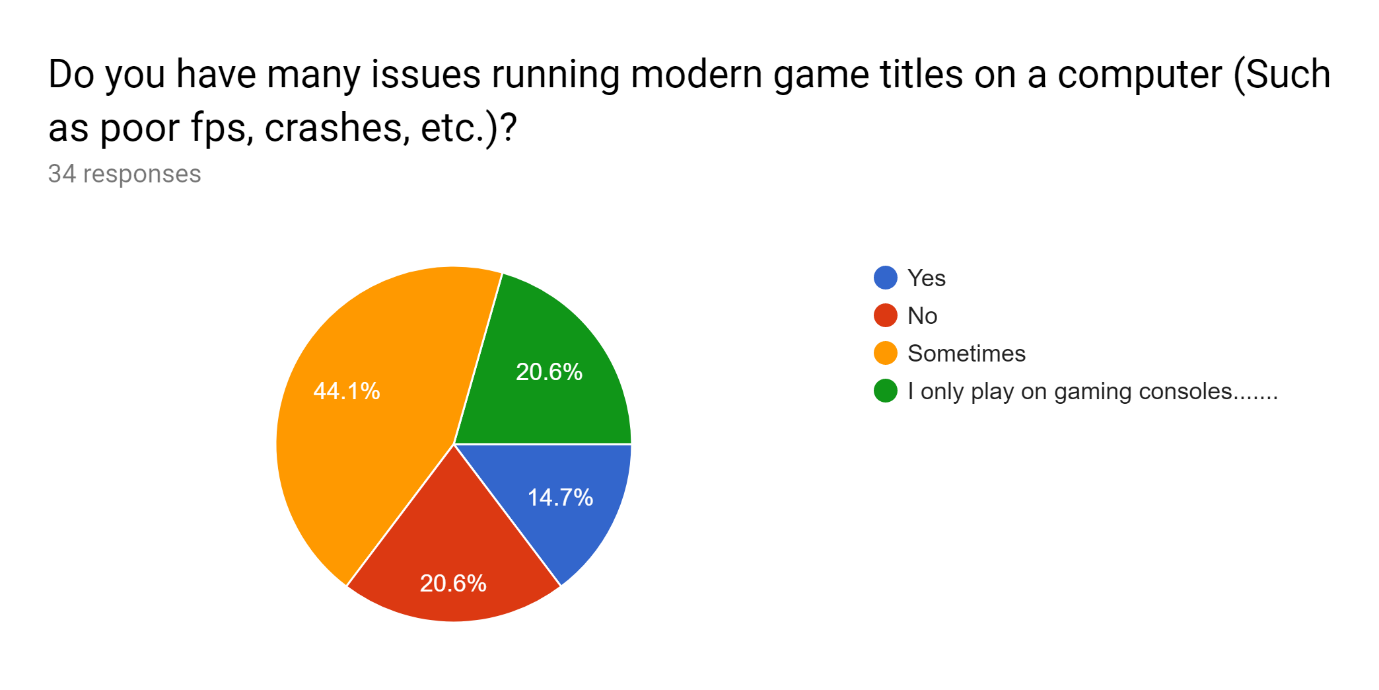 Do you have many issues running modern game titles on a computer (Such
as poor fps, crashes, etc.)?
34 responses
44.1%
20.6%
14.7%
20.6%
Yes
No
Sometimes
I only play on gaming consoles.......